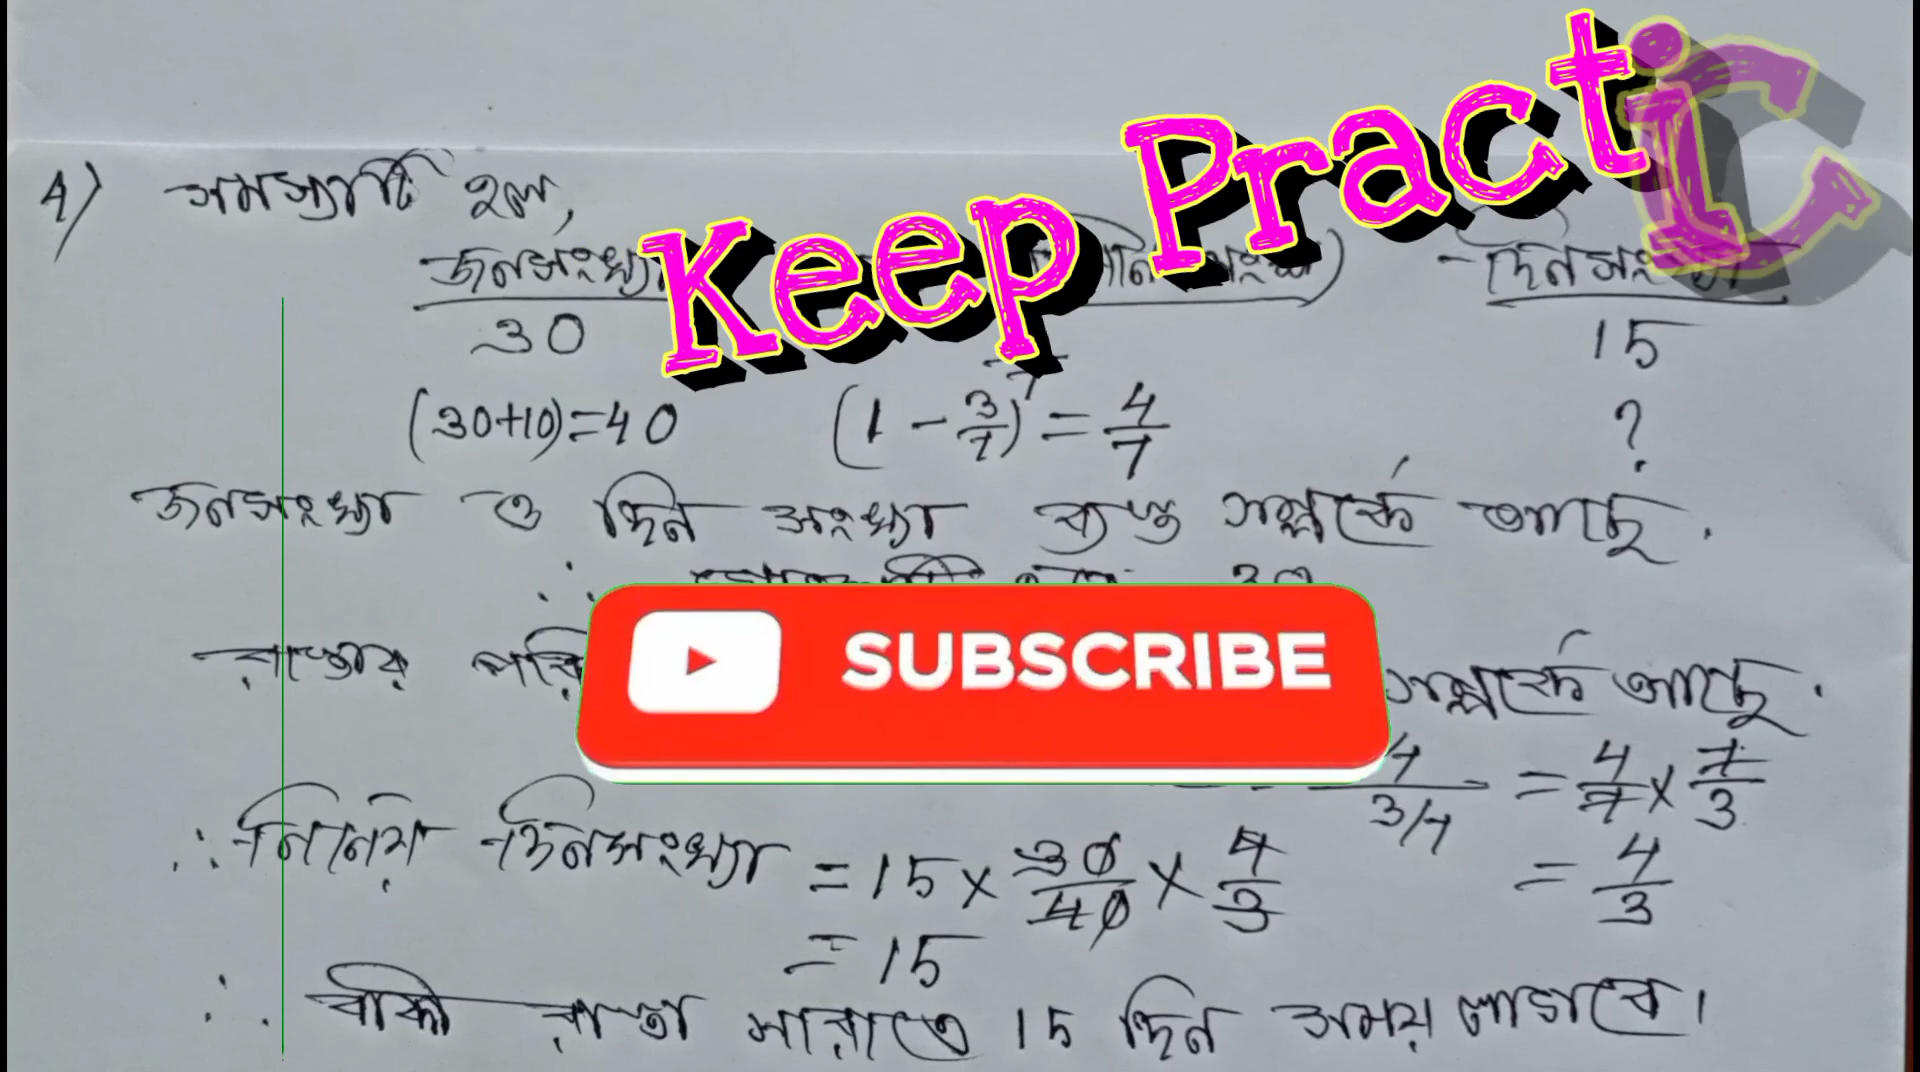 Keep Practic
4) সমস্যাটি হল,
জনসংখ্যা দিনসংখ্যা
30 15
(30+10)=40 (1 - 3/7) = 4/7 ?
জনসংখ্যা ও দিন সংখ্যা ব্যস্ত সম্পর্কে আছে.
∴ 30
রাস্তার পরি সম্পর্কে আছে.
SUBSCRIBE
4 / 3/7 = 4/7 × 7/3
∴ নির্নেয় দিনসংখ্যা = 15 × 30/40 × 4/3 = 4/3
= 15
∴ বাকী রাস্তা সারাতে 15 দিন সময় লাগবে।